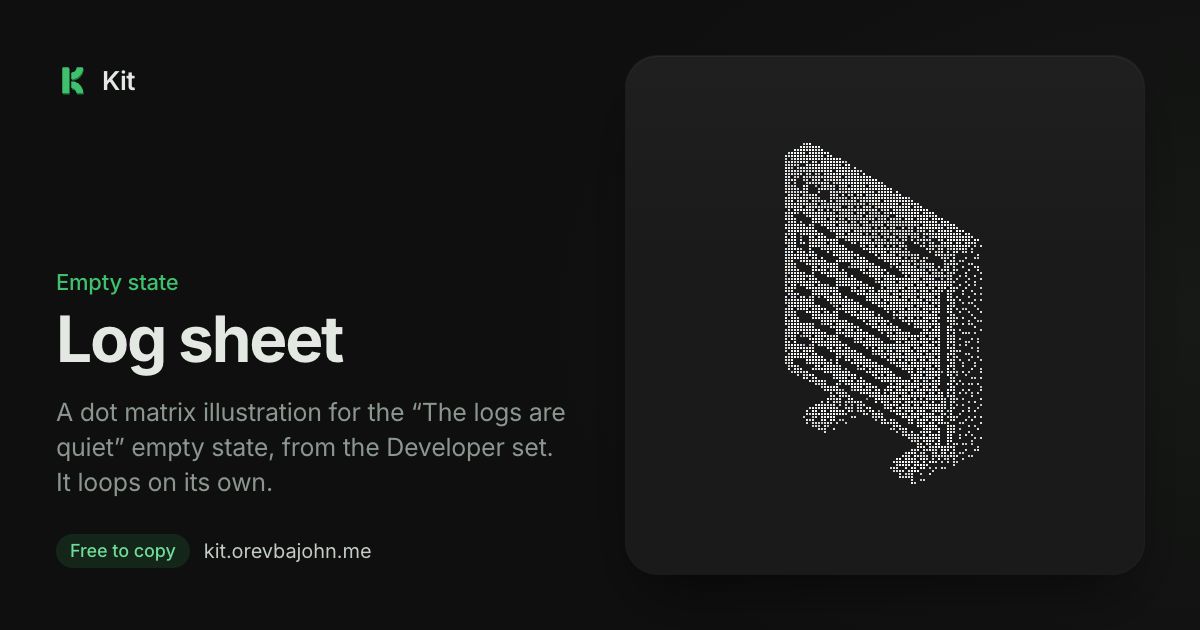 Kit
Empty state
Log sheet
A dot matrix illustration for the “The logs are
quiet” empty state, from the Developer set.
It loops on its own.
Free to copy
kit.orevbajohn.me